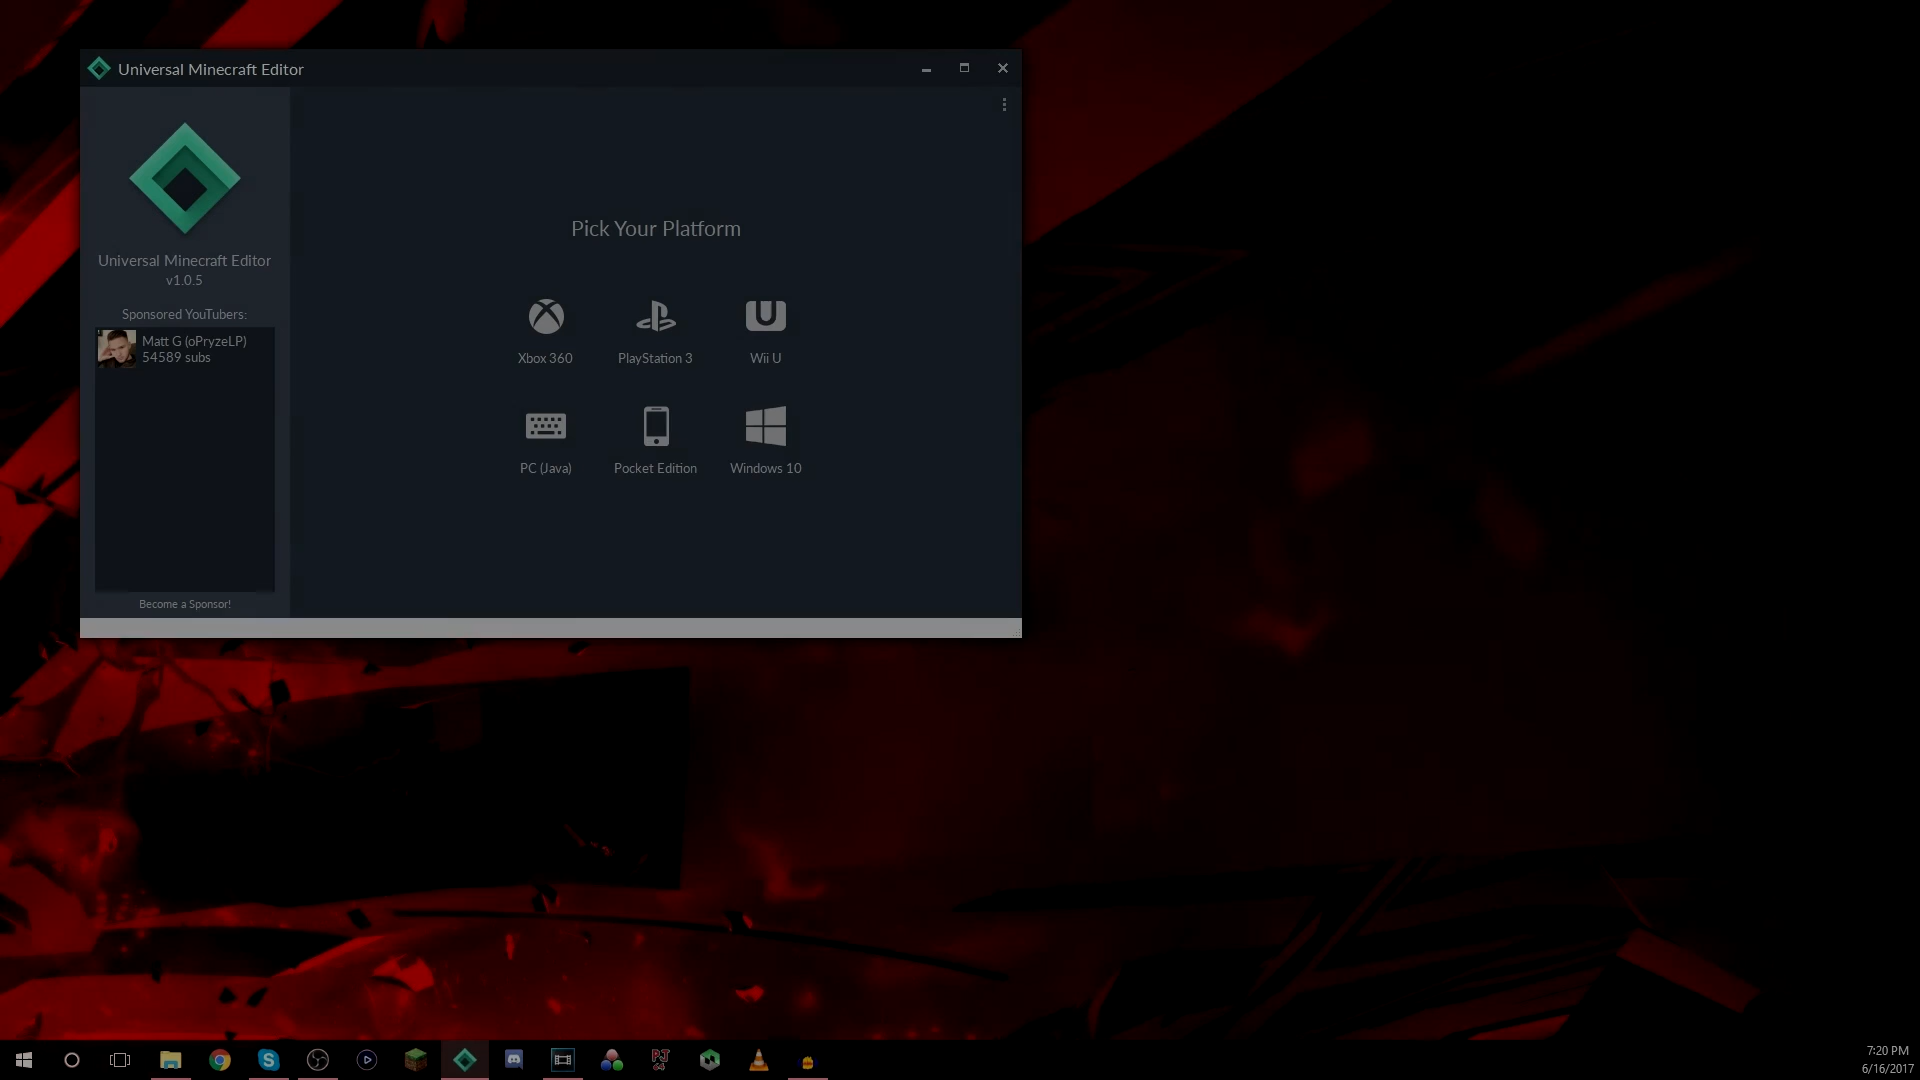 Universal Minecraft Editor
Universal Minecraft Editor
v1.0.5
Sponsored YouTubers:
Matt G (oPryzeLP)
54589 subs
Become a Sponsor!
Pick Your Platform
Xbox 360
PlayStation 3
Wii U
PC (Java)
Pocket Edition
Windows 10
7:20 PM
6/16/2017